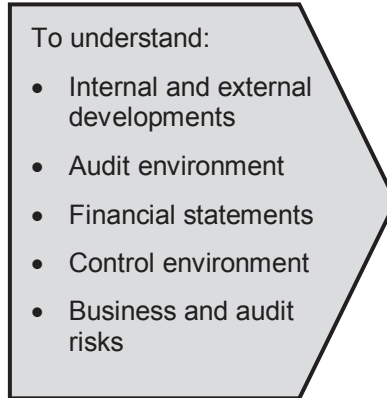 To understand:
• Internal and external
developments
• Audit environment
• Financial statements
• Control environment
• Business and audit
risks